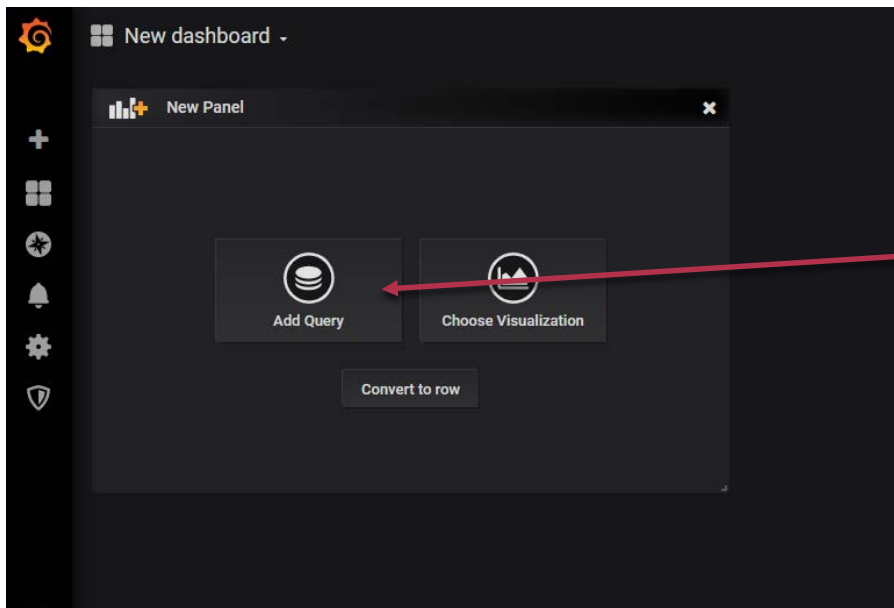 New dashboard
New Panel
Add Query Choose Visualization
Convert to row